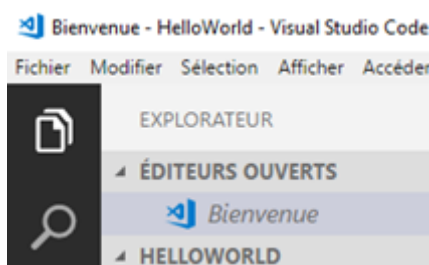 Bienvenue - HelloWorld - Visual Studio Code
Fichier Modifier Sélection Afficher Accéder
EXPLORATEUR
ÉDITEURS OUVERTS
Bienvenue
HELLOWORLD